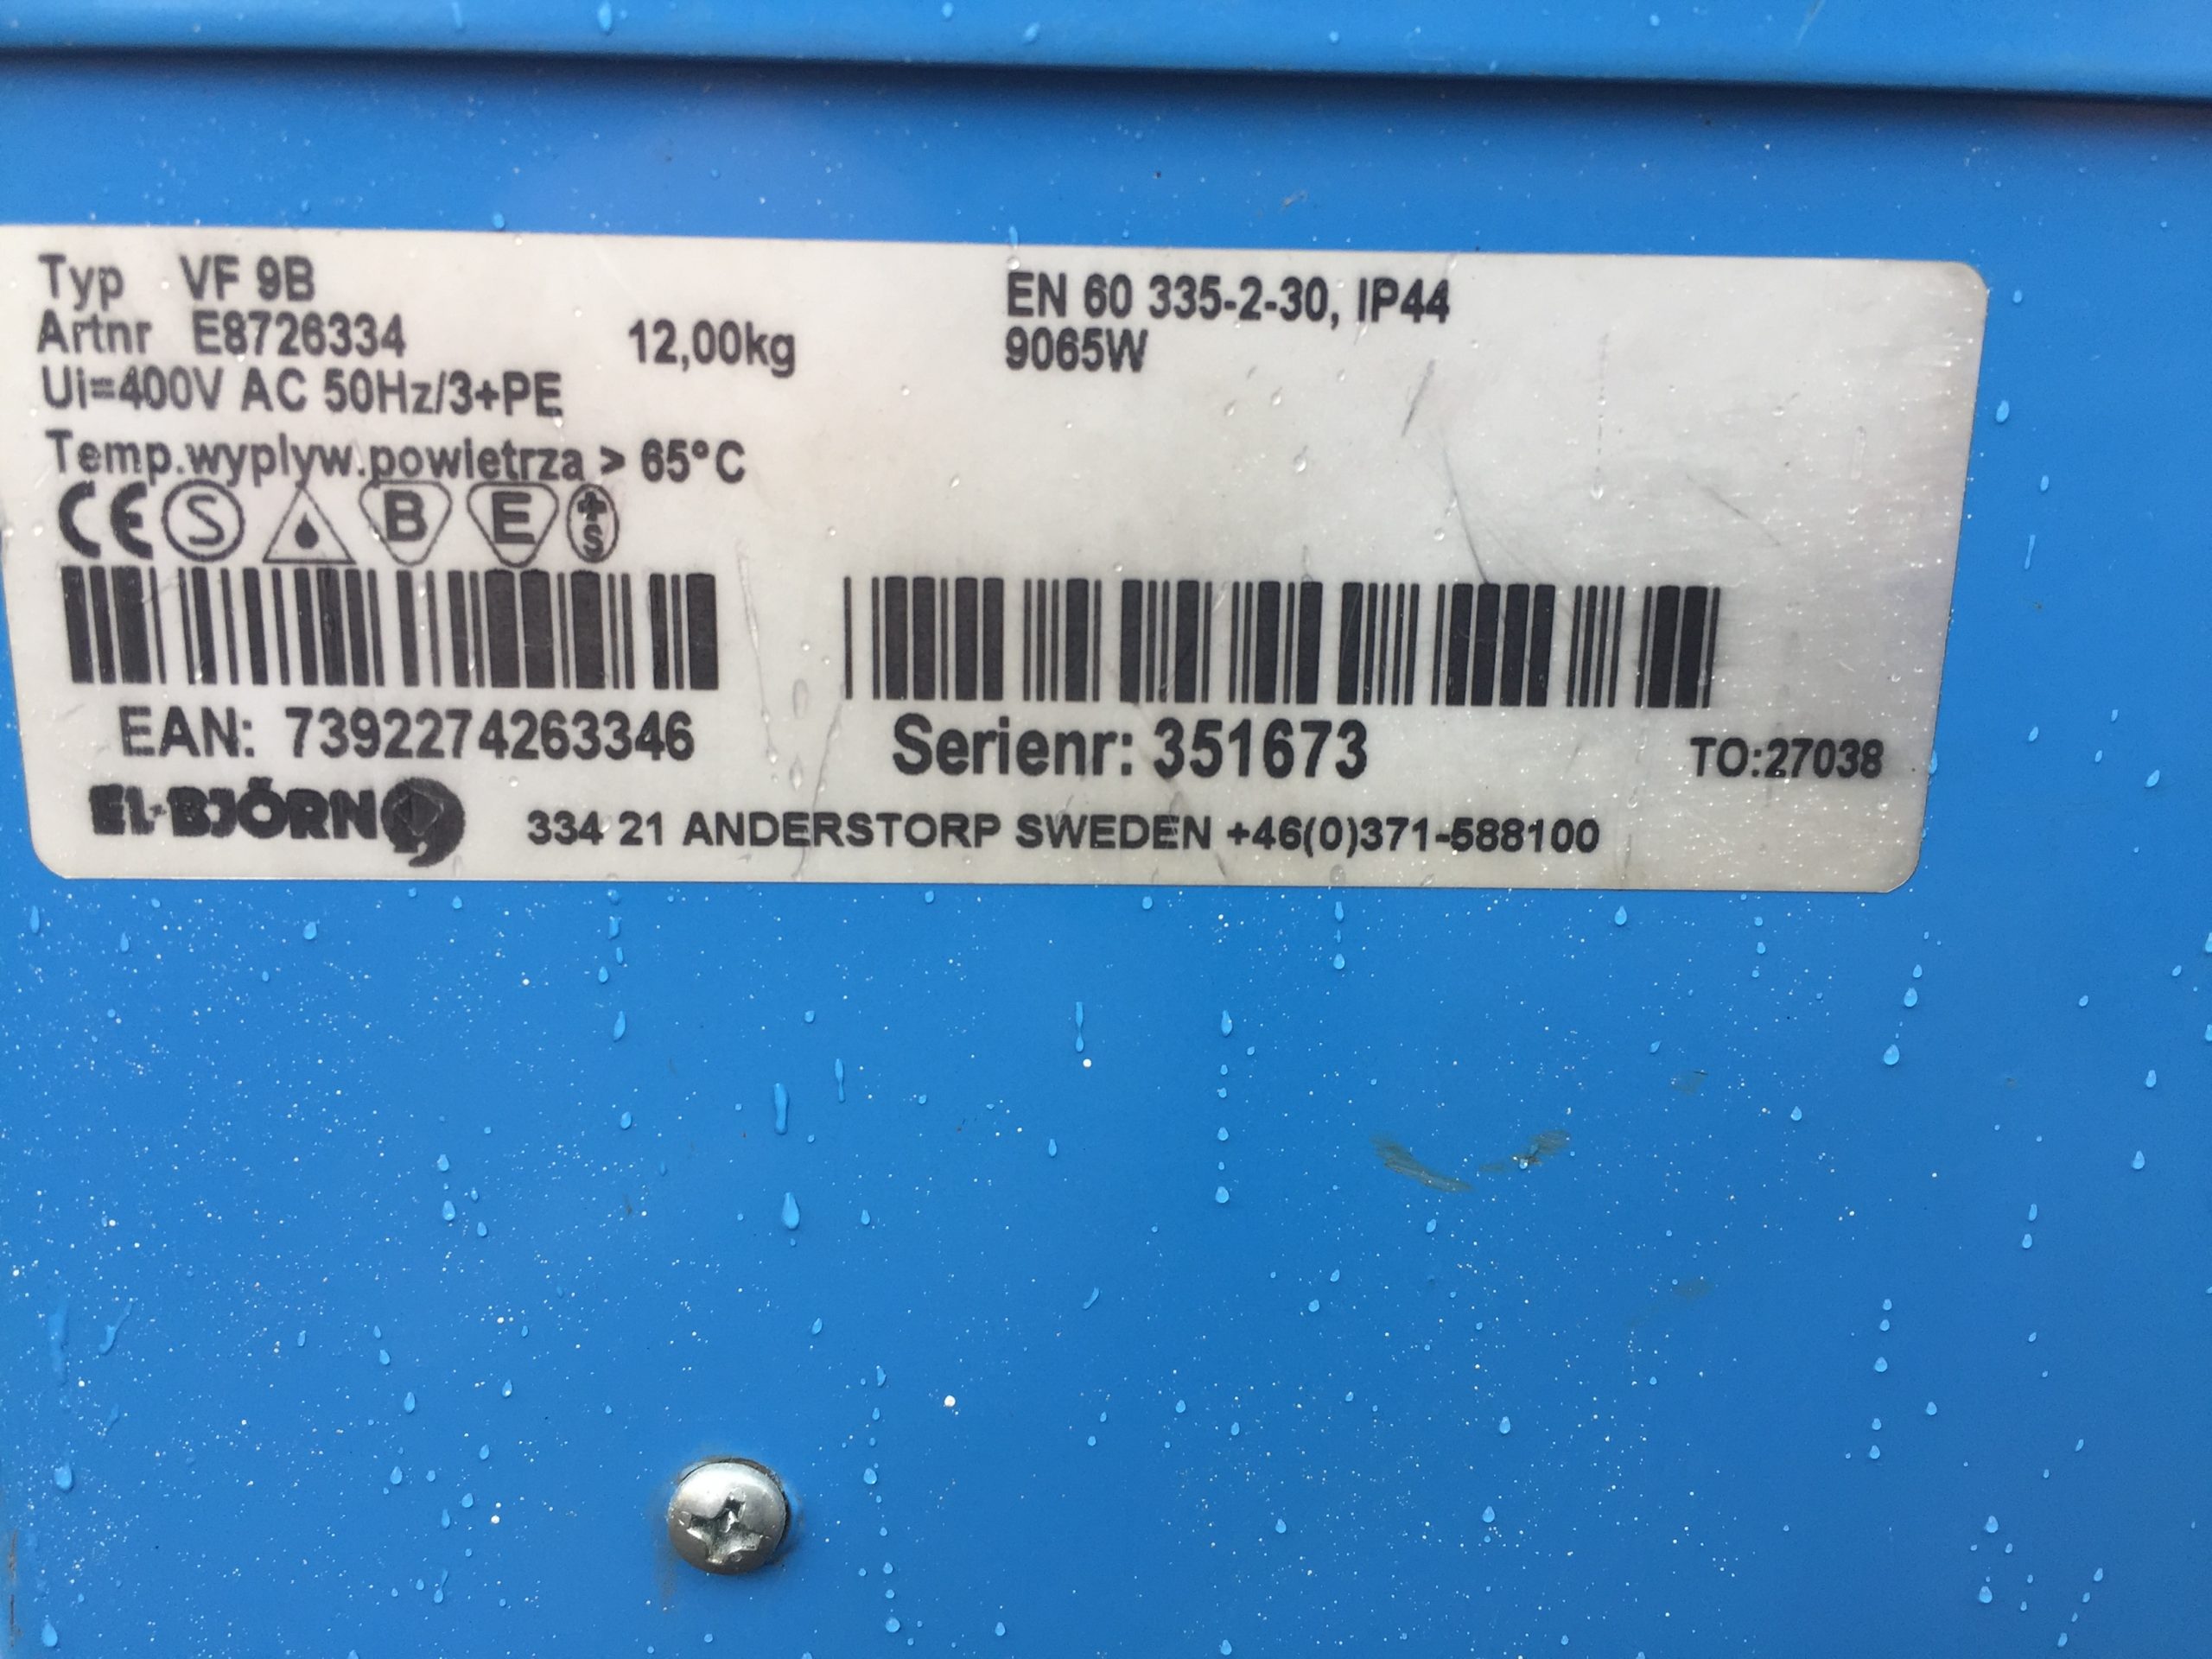 Typ VF 9B
Artnr E8726334
12,00kg
Ui=400V AC 50Hz/3+PE
EN 60 335-2-30, IP44
9065W
Temp.wyplyw.powietrza > 65°C
CE S B E +S
EAN: 7392274263346
Serienr: 351673
TO:27038
EL-BJÖRN
334 21 ANDERSTORP SWEDEN +46(0)371-588100